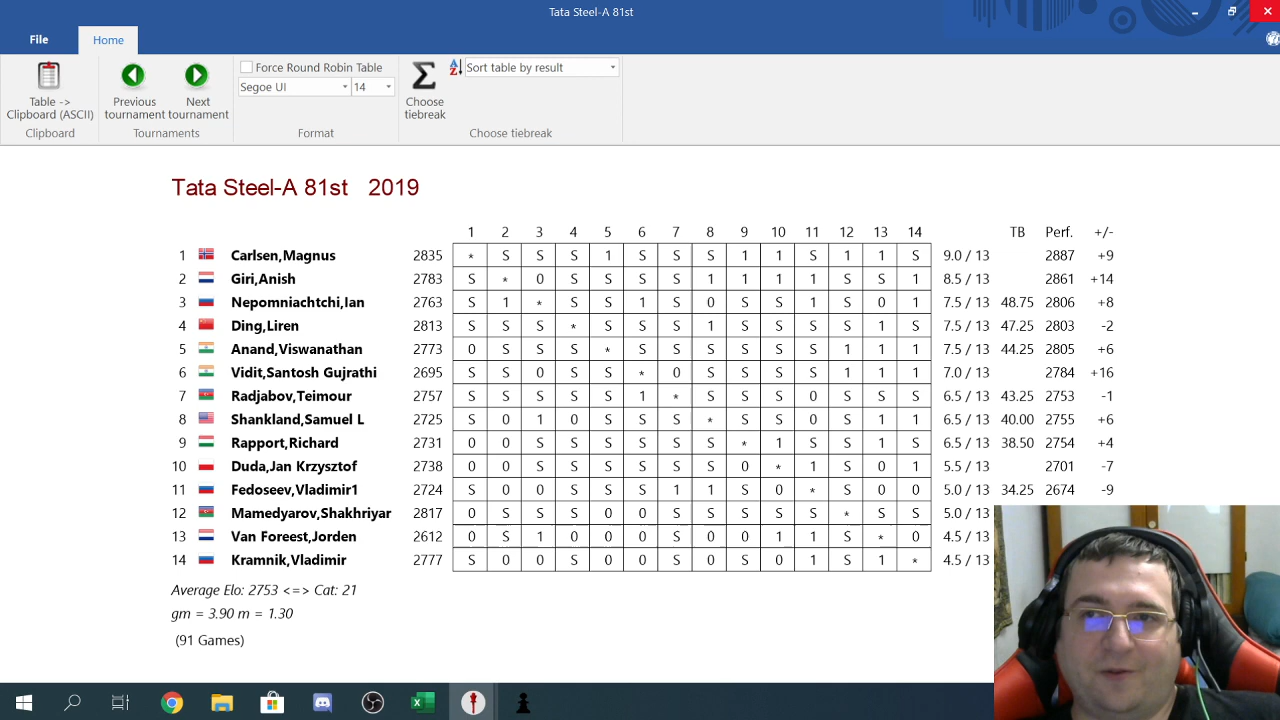 Tata Steel-A 81st
File Home
Force Round Robin Table
Sort table by result
Segoe UI 14
Table -> Previous Next Choose
Clipboard (ASCII) tournament tournament tiebreak
Clipboard Tournaments Format Choose tiebreak
Tata Steel-A 81st 2019
1 2 3 4 5 6 7 8 9 10 11 12 13 14 TB Perf. +/-
1 Carlsen,Magnus 2835 * S S S 1 S S S 1 1 S 1 1 S 9.0 / 13 2887 +9
2 Giri,Anish 2783 S * 0 S S S S 1 1 1 1 S S 1 8.5 / 13 2861 +14
3 Nepomniachtchi,Ian 2763 S 1 * S S 1 S 0 S S 1 S 0 1 7.5 / 13 48.75 2806 +8
4 Ding,Liren 2813 S S S * S S S 1 S S S S 1 S 7.5 / 13 47.25 2803 -2
5 Anand,Viswanathan 2773 0 S S S * S S S S S S 1 1 1 7.5 / 13 44.25 2805 +6
6 Vidit,Santosh Gujrathi 2695 S S 0 S S * 0 S S S S 1 1 1 7.0 / 13 2784 +16
7 Radjabov,Teimour 2757 S S S S S 1 * S S S 0 S S S 6.5 / 13 43.25 2753 -1
8 Shankland,Samuel L 2725 S 0 1 0 S S S * S S 0 S 1 1 6.5 / 13 40.00 2755 +6
9 Rapport,Richard 2731 0 0 S S S S S S * 1 S S 1 S 6.5 / 13 38.50 2754 +4
10 Duda,Jan Krzysztof 2738 0 0 S S S S S S 0 * 1 S 0 1 5.5 / 13 2701 -7
11 Fedoseev,Vladimir1 2724 S 0 0 S S S 1 1 S 0 * S 0 0 5.0 / 13 34.25 2674 -9
12 Mamedyarov,Shakhriyar 2817 0 S S S 0 0 S S S S S * S S 5.0 / 13
13 Van Foreest,Jorden 2612 0 S 1 0 0 0 S 0 0 1 1 S * 0 4.5 / 13
14 Kramnik,Vladimir 2777 S 0 0 S 0 0 S 0 S 0 1 S 1 * 4.5 / 13
Average Elo: 2753 <=> Cat: 21
gm = 3.90 m = 1.30
(91 Games)